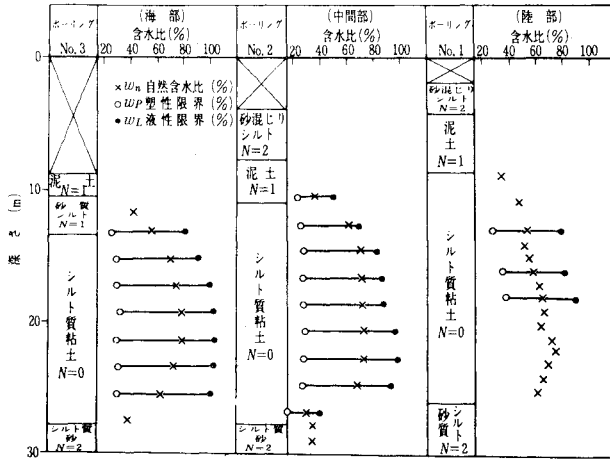 ボーリング
No. 3
(海部)
含水比(%)
20 40 60 80 100
ボーリング
No. 2
(中間部)
含水比(%)
20 40 60 80 100
ボーリング
No. 1
(陸部)
含水比(%)
20 40 60 80 100
0
10
20
30
深さ (m)
× wn 自然含水比 (%)
○ wP 塑性限界 (%)
● wL 液性限界 (%)
泥土
N=1
砂質シルト
N=1
シルト質粘土
N=0
シルト質砂
N=2
砂混じりシルト
N=2
泥土
N=1
シルト質粘土
N=0
シルト質砂
N=2
砂混じりシルト
N=2
泥土
N=1
シルト質粘土
N=0
砂質シルト
N=2